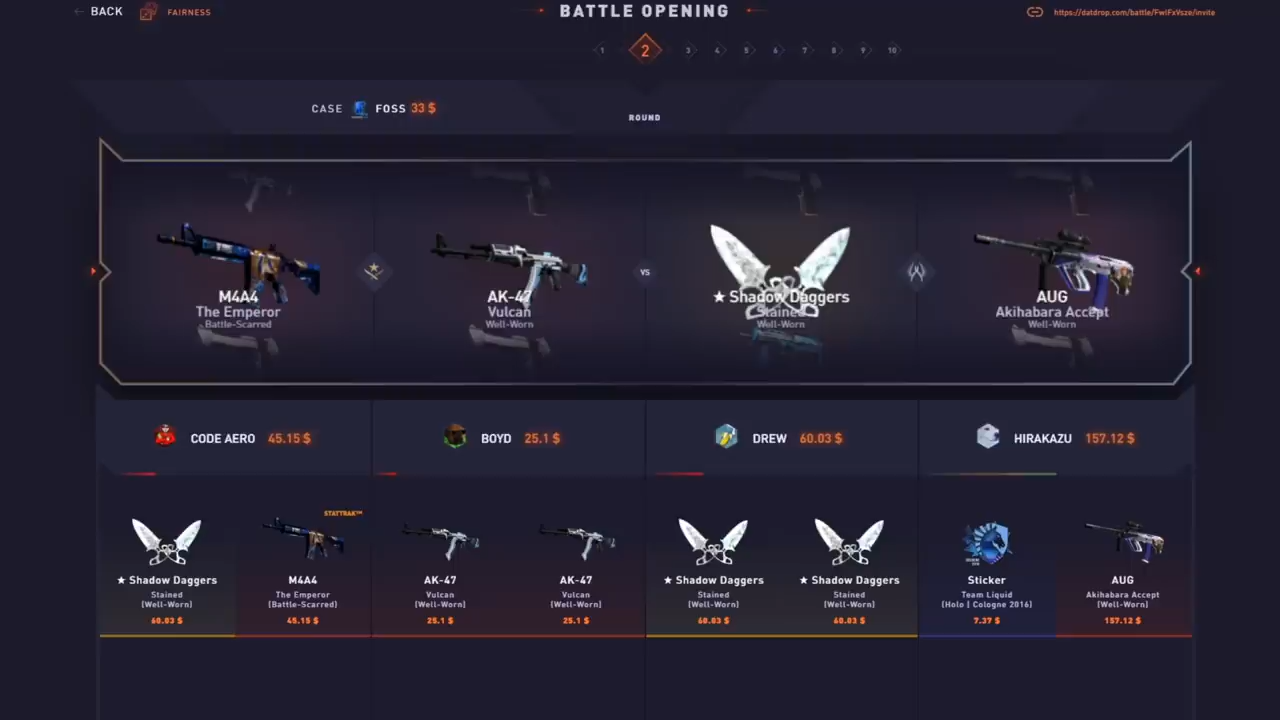 ← BACK
FAIRNESS
BATTLE OPENING
https://datdrop.com/battle/FwlFxVsze/invite
1 2 3 4 5 6 7 8 9 10
CASE FOSS 33 $
ROUND
M4A4
The Emperor
Battle-Scarred
AK-47
Vulcan
Well-Worn
VS
★ Shadow Daggers
Stained
Well-Worn
AUG
Akihabara Accept
Well-Worn
CODE AERO 45.15 $
BOYD 25.1 $
DREW 60.03 $
HIRAKAZU 157.12 $
★ Shadow Daggers
Stained
(Well-Worn)
60.03 $
STATTRAK™
M4A4
The Emperor
(Battle-Scarred)
45.15 $
AK-47
Vulcan
(Well-Worn)
25.1 $
AK-47
Vulcan
(Well-Worn)
25.1 $
★ Shadow Daggers
Stained
(Well-Worn)
60.03 $
★ Shadow Daggers
Stained
(Well-Worn)
60.03 $
Sticker
Team Liquid
(Holo | Cologne 2016)
7.37 $
AUG
Akihabara Accept
(Well-Worn)
157.12 $